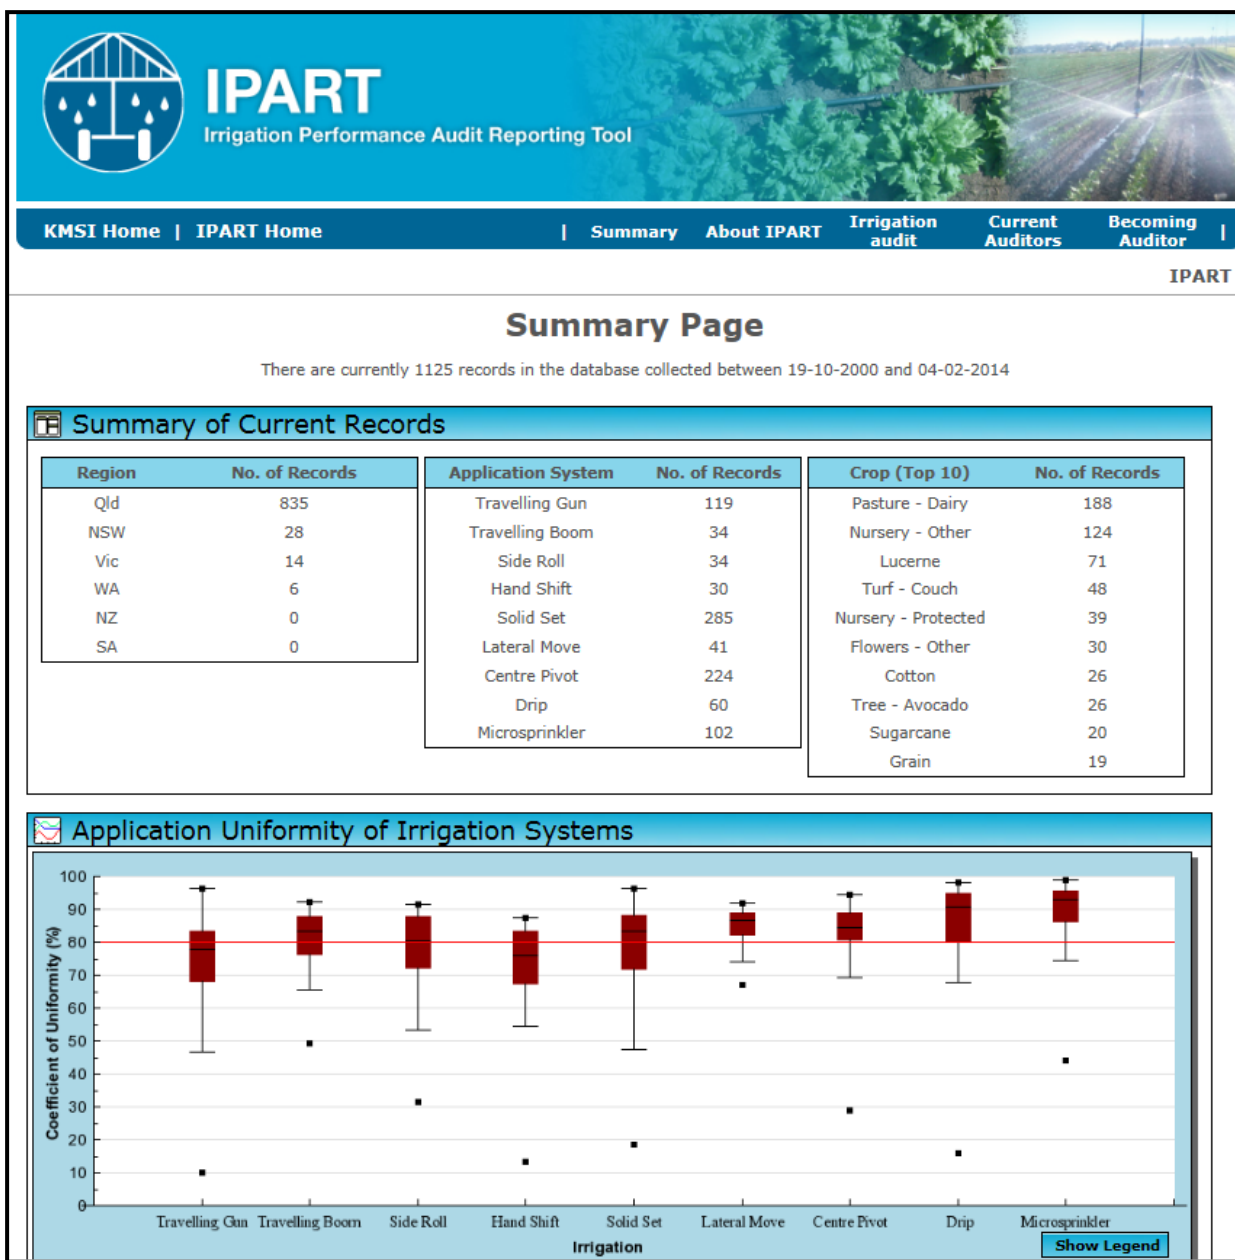 IPART
Irrigation Performance Audit Reporting Tool
KMSI Home | IPART Home | Summary About IPART Irrigation audit Current Auditors Becoming Auditor |
IPART
Summary Page
There are currently 1125 records in the database collected between 19-10-2000 and 04-02-2014
Summary of Current Records
Region No. of Records
Qld 835
NSW 28
Vic 14
WA 6
NZ 0
SA 0
Application System No. of Records
Travelling Gun 119
Travelling Boom 34
Side Roll 34
Hand Shift 30
Solid Set 285
Lateral Move 41
Centre Pivot 224
Drip 60
Microsprinkler 102
Crop (Top 10) No. of Records
Pasture - Dairy 188
Nursery - Other 124
Lucerne 71
Turf - Couch 48
Nursery - Protected 39
Flowers - Other 30
Cotton 26
Tree - Avocado 26
Sugarcane 20
Grain 19
Application Uniformity of Irrigation Systems
Coefficient of Uniformity (%)
100
90
80
70
60
50
40
30
20
10
0
Travelling Gun Travelling Boom Side Roll Hand Shift Solid Set Lateral Move Centre Pivot Drip Microsprinkler
Irrigation
Show Legend